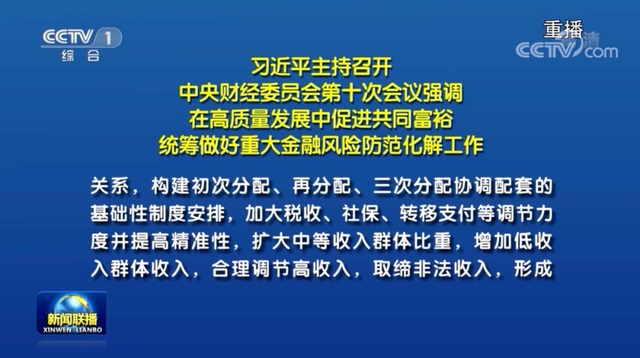 CCTV 1
综合
重播
CCTV.com
习近平主持召开
中央财经委员会第十次会议强调
在高质量发展中促进共同富裕
统筹做好重大金融风险防范化解工作
关系，构建初次分配、再分配、三次分配协调配套的
基础性制度安排，加大税收、社保、转移支付等调节力
度并提高精准性，扩大中等收入群体比重，增加低收
入群体收入，合理调节高收入，取缔非法收入，形成
新闻联播
XINWEN LIANBO